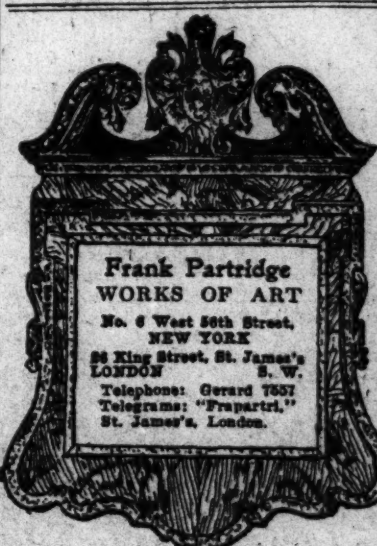 Frank Partridge
WORKS OF ART
No. 6 West 56th Street,
NEW YORK
26 King Street, St. James's
LONDON S. W.
Telephone: Gerard 7557
Telegrams: "Frapartri."
St. James's, London.